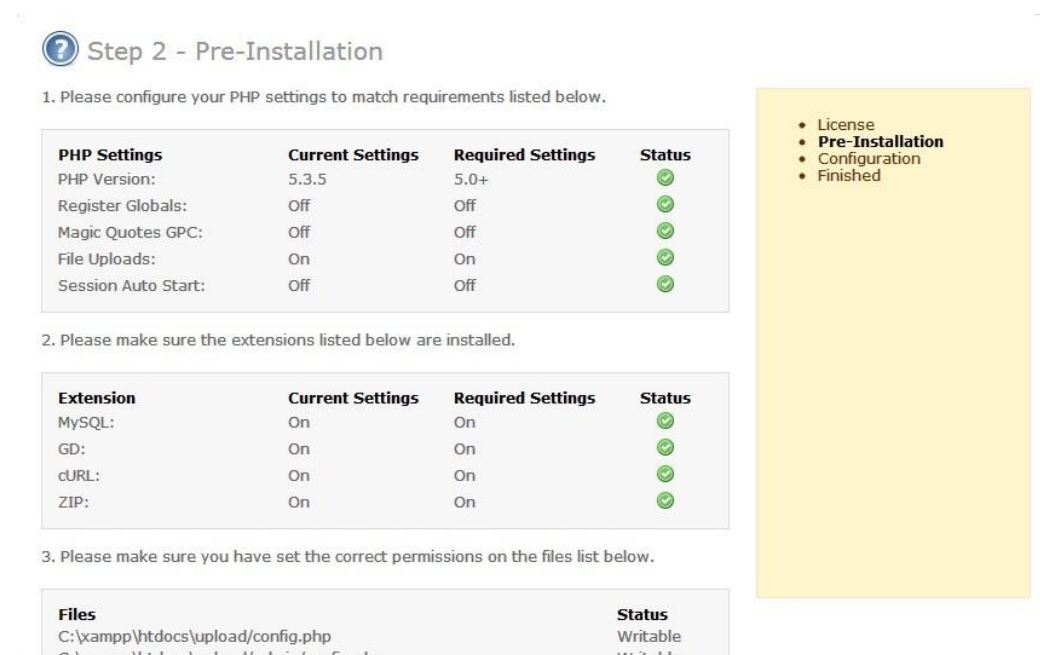 Step 2 - Pre-Installation
1. Please configure your PHP settings to match requirements listed below.
PHP Settings Current Settings Required Settings Status
PHP Version: 5.3.5 5.0+
Register Globals: Off Off
Magic Quotes GPC: Off Off
File Uploads: On On
Session Auto Start: Off Off
2. Please make sure the extensions listed below are installed.
Extension Current Settings Required Settings Status
MySQL: On On
GD: On On
cURL: On On
ZIP: On On
3. Please make sure you have set the correct permissions on the files list below.
Files Status
C:\xampp\htdocs\upload/config.php Writable
License
Pre-Installation
Configuration
Finished